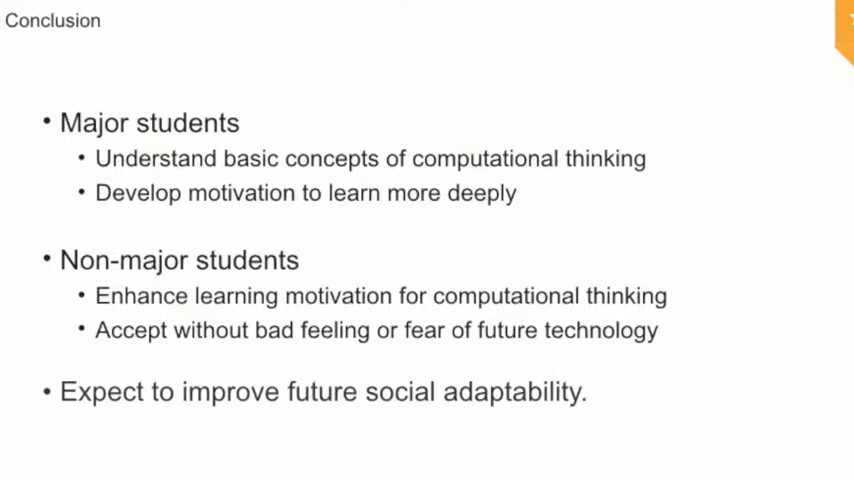 Conclusion
• Major students
• Understand basic concepts of computational thinking
• Develop motivation to learn more deeply
• Non-major students
• Enhance learning motivation for computational thinking
• Accept without bad feeling or fear of future technology
• Expect to improve future social adaptability.